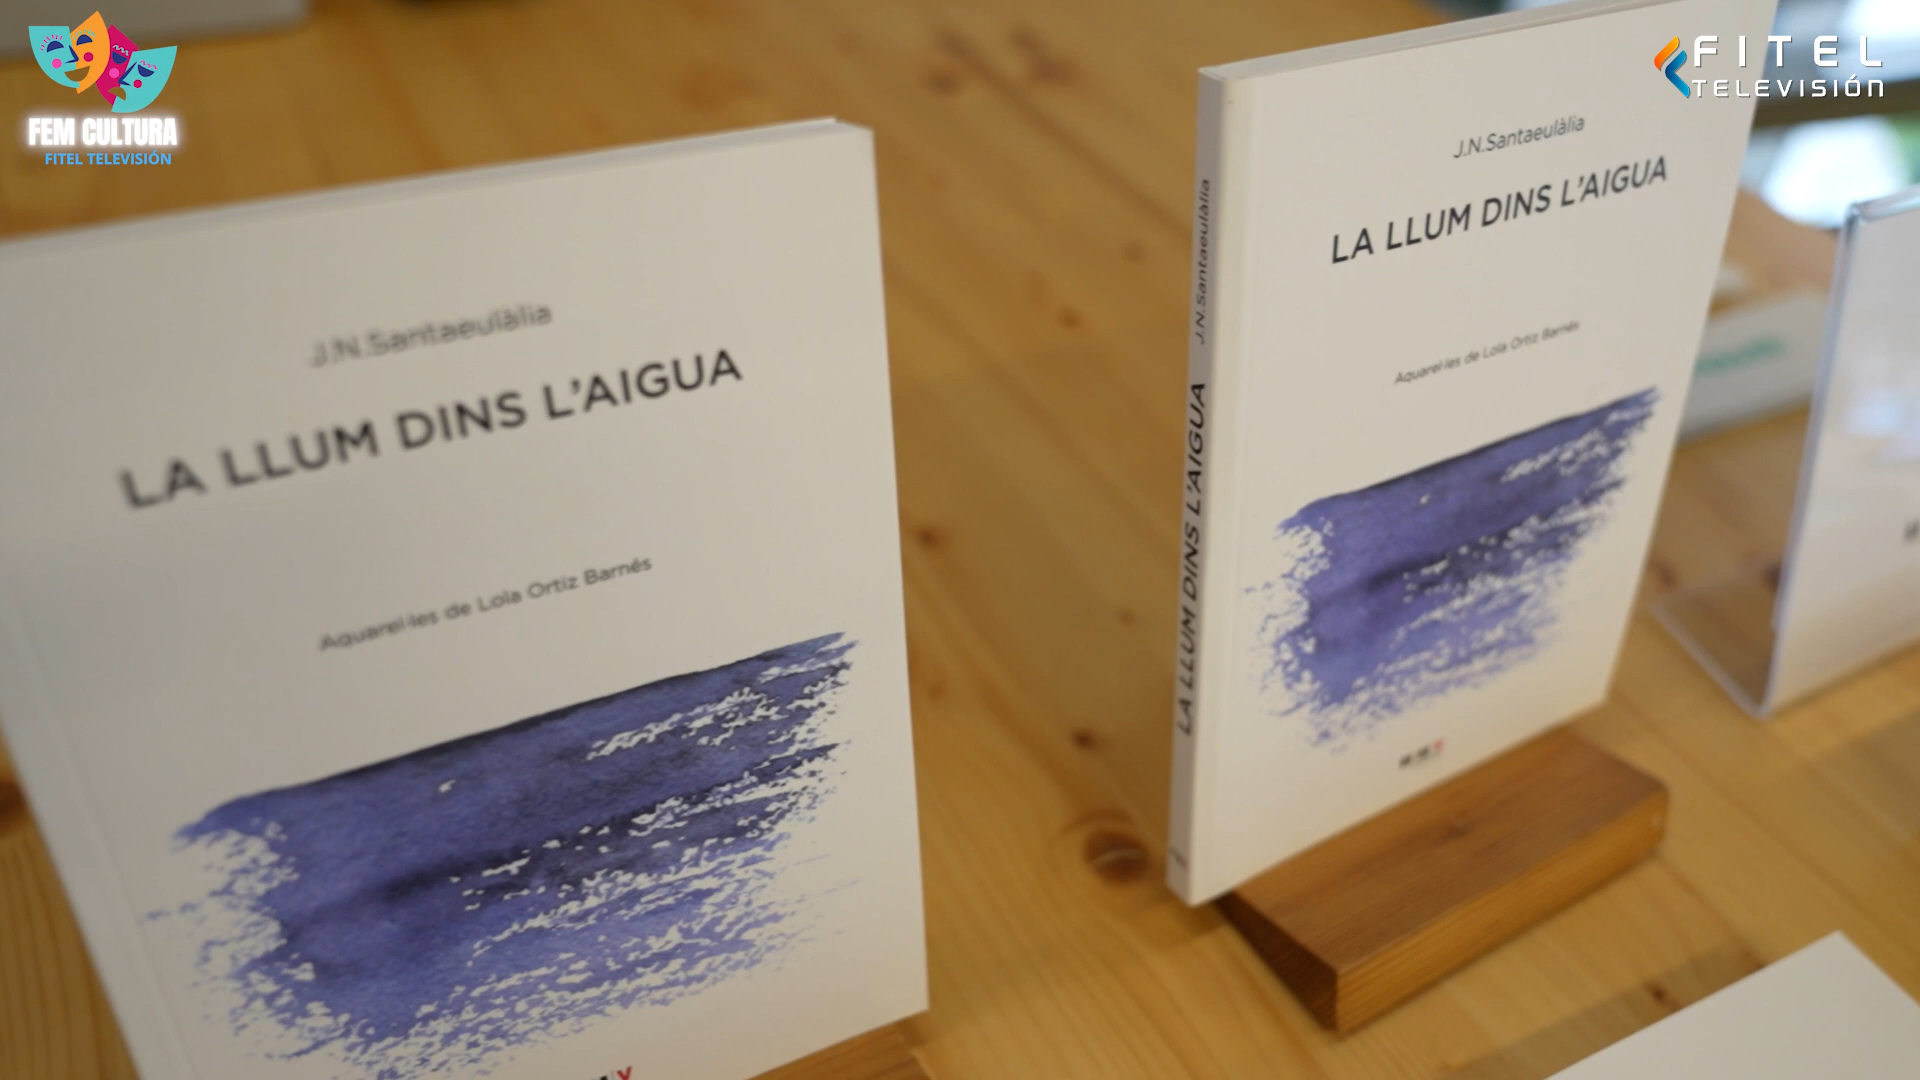 FEM CULTURA
FITEL TELEVISIÓN
FITEL
TELEVISIÓN
J.N.Santaeulàlia
LA LLUM DINS L'AIGUA
Aquarel·les de Lola Ortiz Barnés
J.N.Santaeulàlia
LA LLUM DINS L'AIGUA
J.N.Santaeulàlia
LA LLUM DINS L'AIGUA
Aquarel·les de Lola Ortiz Barnés